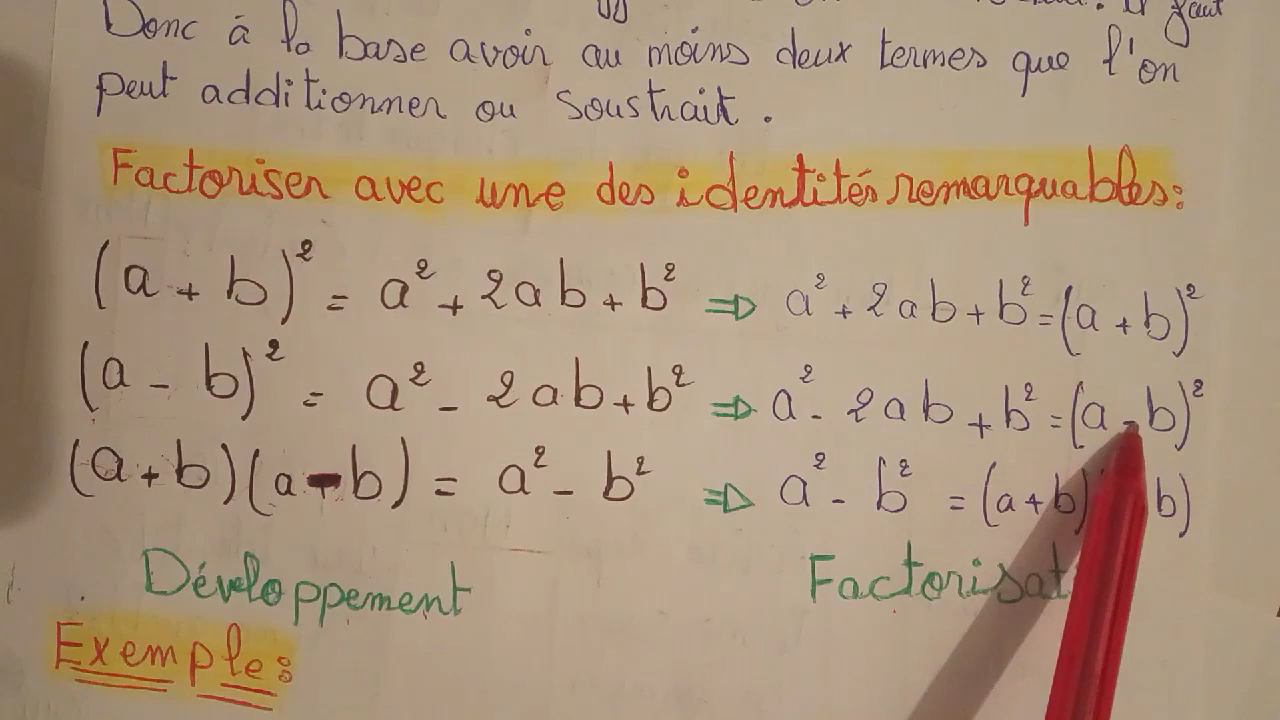 faut
Donc à la base avoir au moins deux termes que l'on
peut additionner ou soustrait.
Factoriser avec une des identités remarquables:
(a + b)² = a² + 2ab + b² ⇒ a² + 2ab + b² = (a + b)²
(a - b)² = a² - 2ab + b² ⇒ a² - 2ab + b² = (a - b)²
(a + b)(a - b) = a² - b² ⇒ a² - b² = (a + b) b)
Développement Factorisat
Exemple: